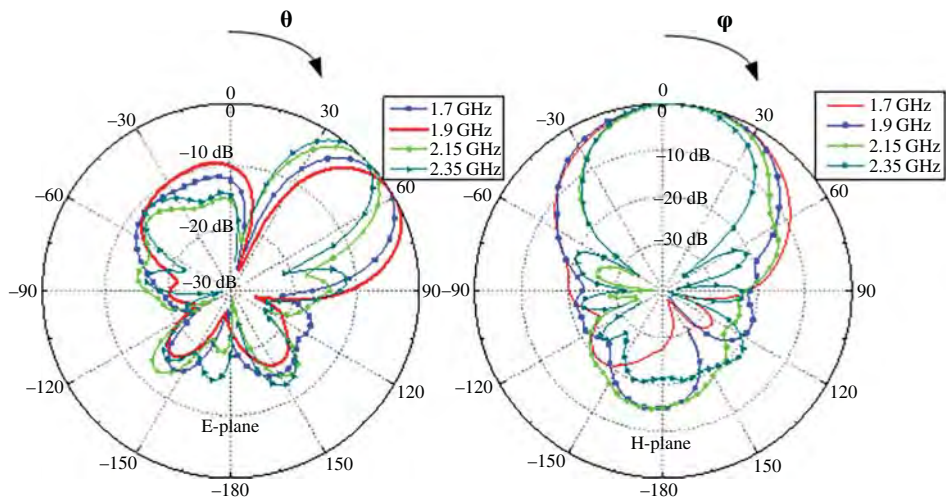 θ
0
0
30
60
90
120
150
−180
−150
−120
−90
−60
−30
−10 dB
−20 dB
−30 dB
E-plane
1.7 GHz
1.9 GHz
2.15 GHz
2.35 GHz
φ
0
0
30
60
90
120
150
−180
−150
−120
−90
−60
−30
−10 dB
−20 dB
−30 dB
H-plane
1.7 GHz
1.9 GHz
2.15 GHz
2.35 GHz